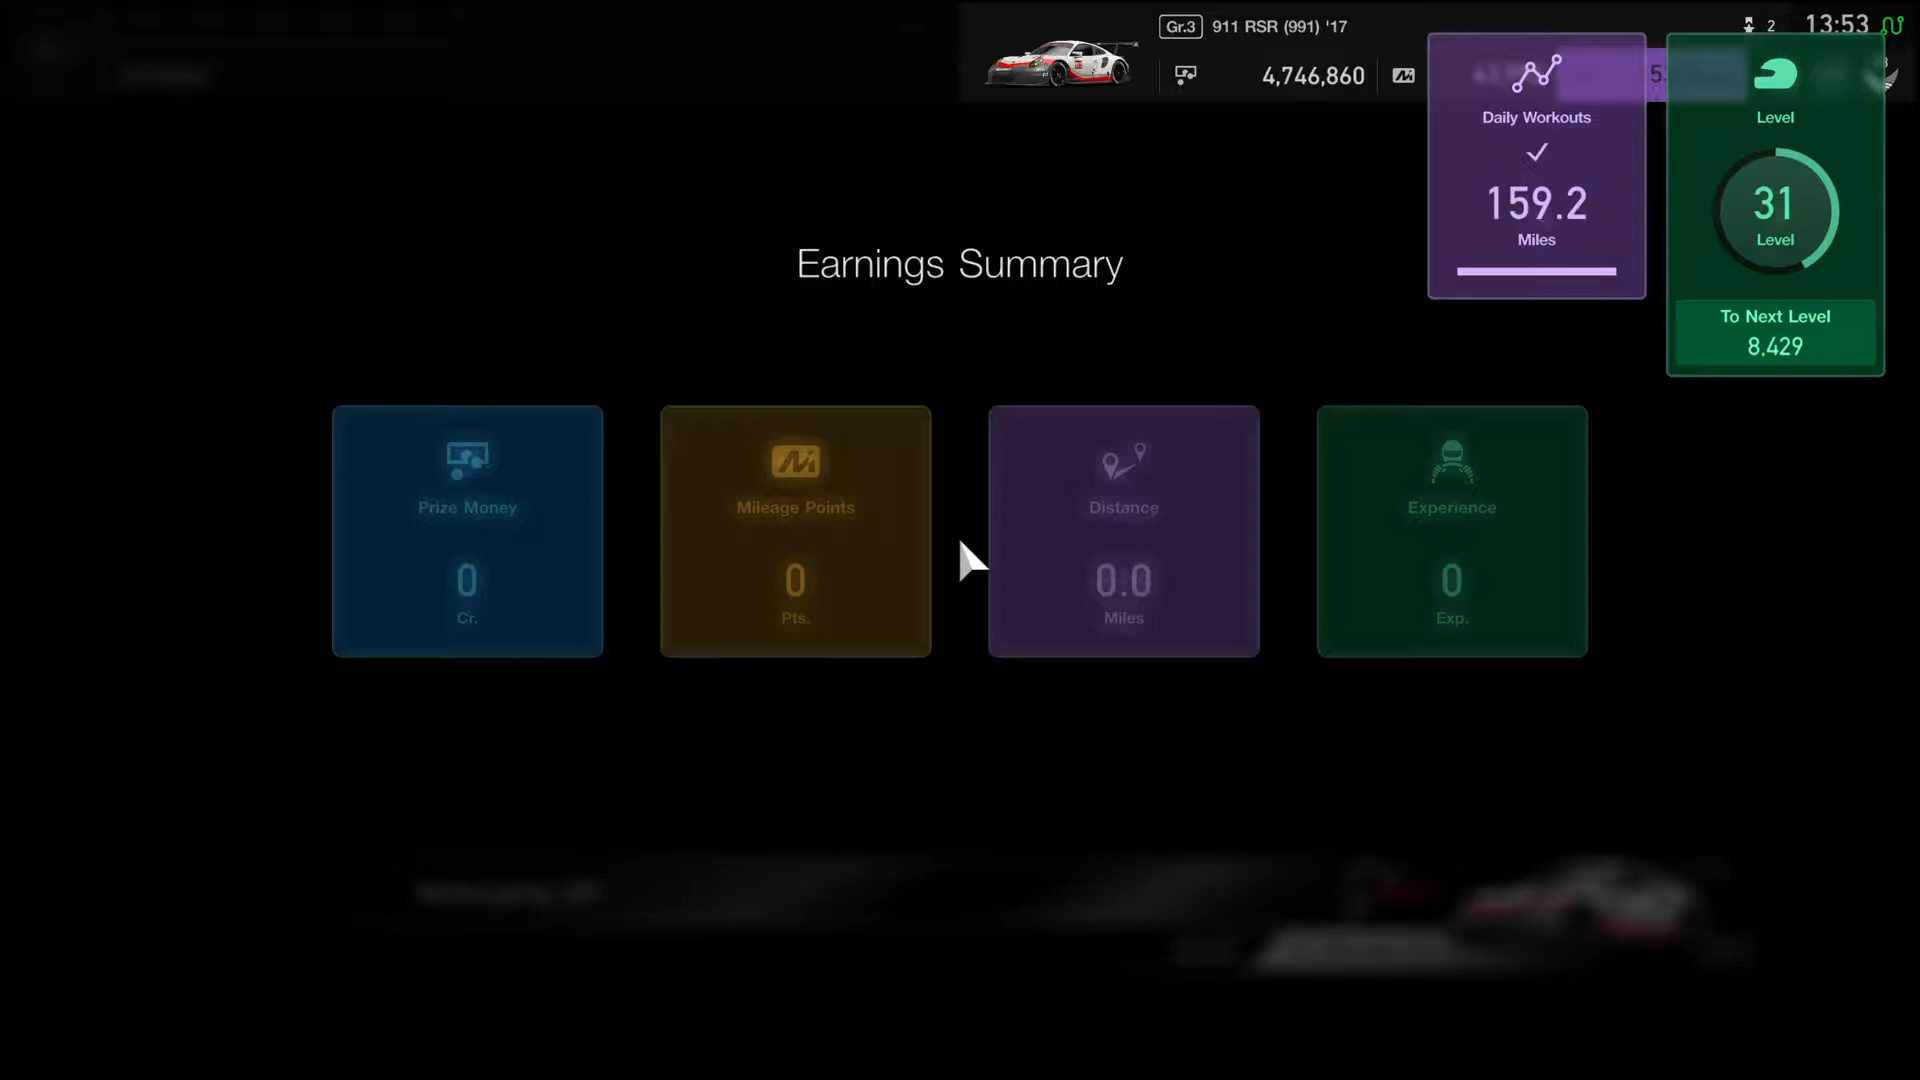 Gr.3 911 RSR (991) '17
2 13:53
4,746,860
Daily Workouts
159.2
Miles
Level
31
Level
To Next Level
8,429
Earnings Summary
Prize Money
0
Cr.
Mileage Points
0
Pts.
Distance
0.0
Miles
Experience
0
Exp.